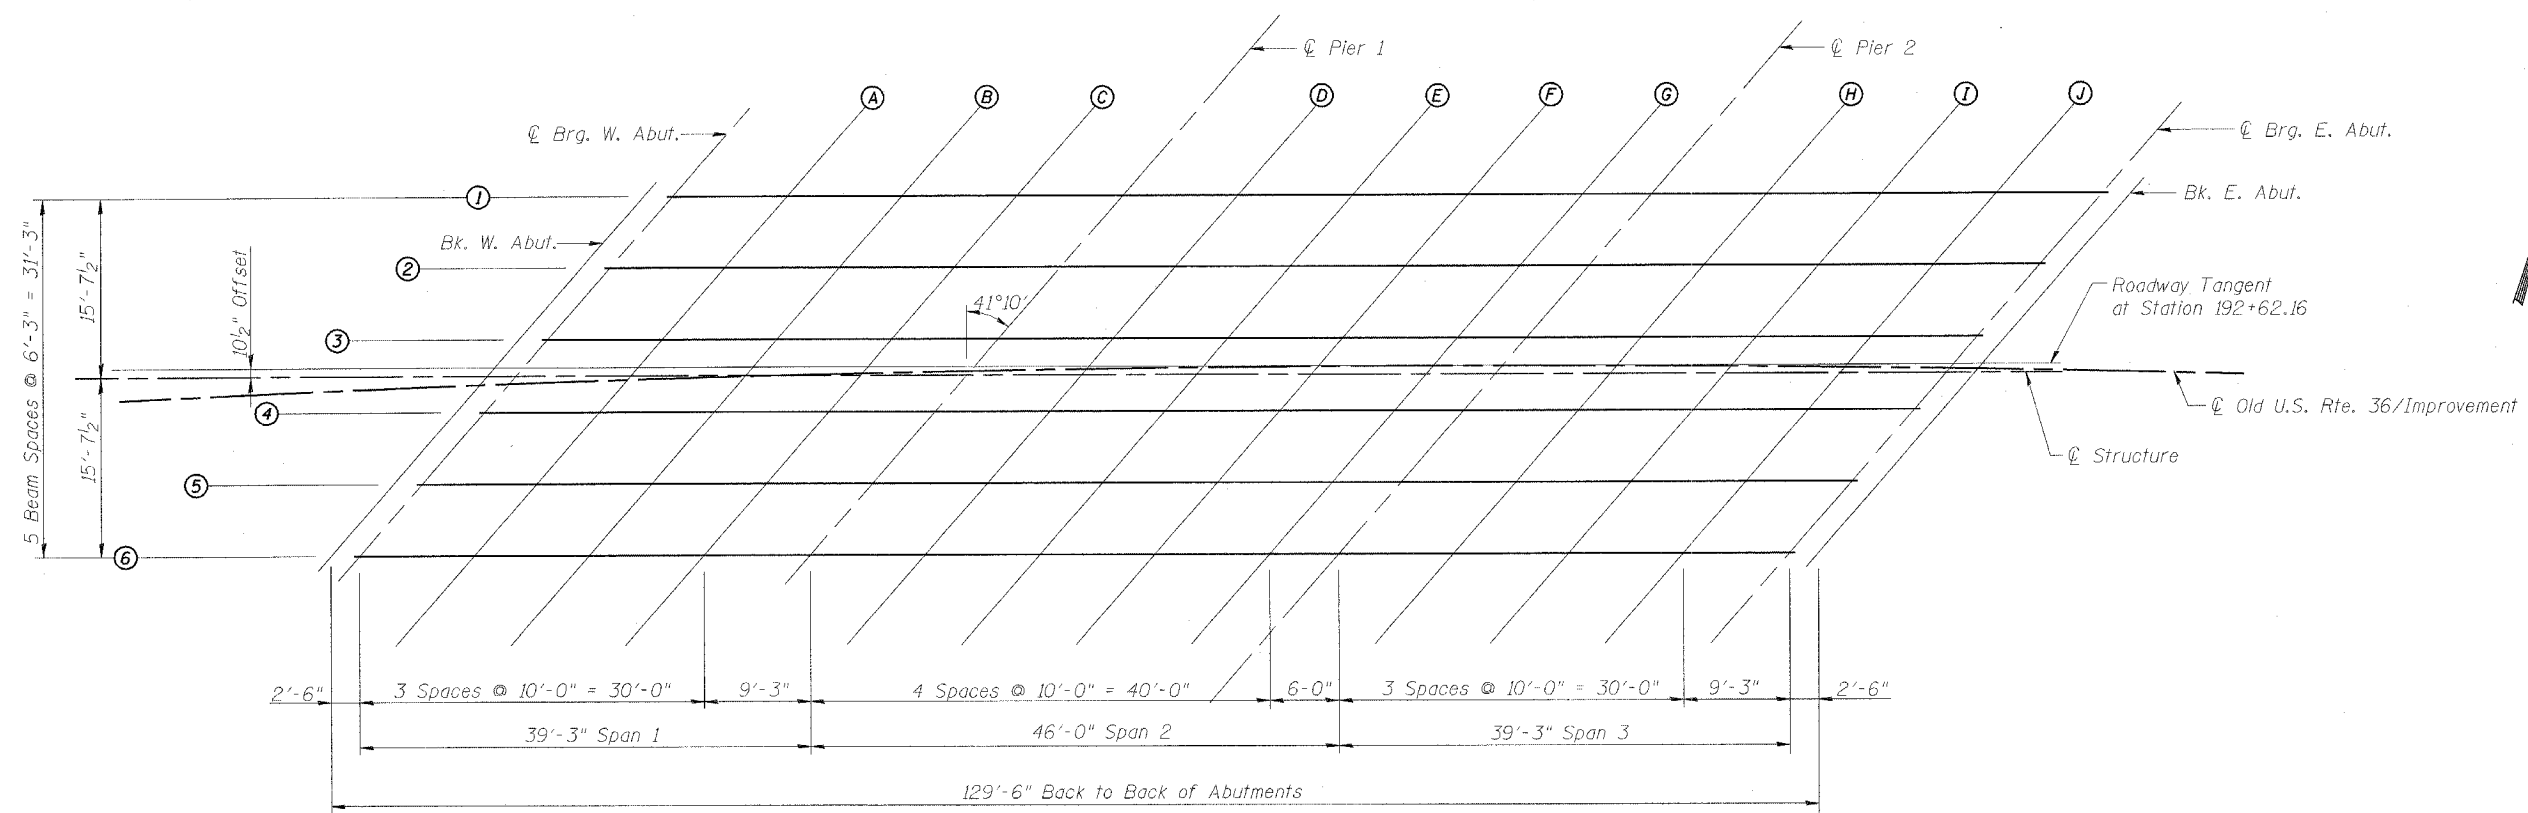 ℄ Pier 1
℄ Pier 2
A
B
C
D
E
F
G
H
I
J
℄ Brg. W. Abut.
℄ Brg. E. Abut.
Bk. W. Abut.
Bk. E. Abut.
1
2
3
4
5
6
5 Beam Spaces @ 6'-3" = 31'-3"
15'-7½"
15'-7½"
10½" Offset
41°10'
Roadway Tangent
at Station 192+62.16
℄ Old U.S. Rte. 36/Improvement
℄ Structure
2'-6"
3 Spaces @ 10'-0" = 30'-0"
9'-3"
4 Spaces @ 10'-0" = 40'-0"
6-0"
3 Spaces @ 10'-0" = 30'-0"
9'-3"
2'-6"
39'-3" Span 1
46'-0" Span 2
39'-3" Span 3
129'-6" Back to Back of Abutments